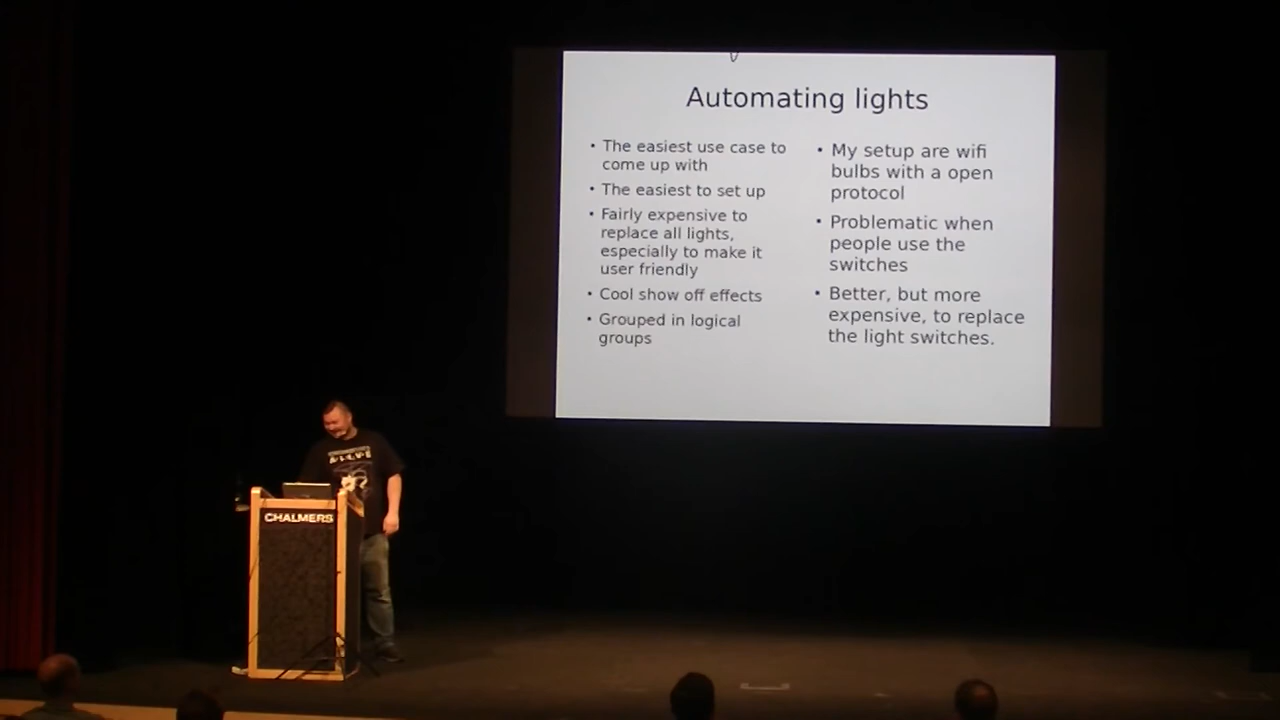 Automating lights
• The easiest use case to
come up with
• The easiest to set up
• Fairly expensive to
replace all lights,
especially to make it
user friendly
• Cool show off effects
• Grouped in logical
groups
• My setup are wifi
bulbs with a open
protocol
• Problematic when
people use the
switches
• Better, but more
expensive, to replace
the light switches.
CHALMERS